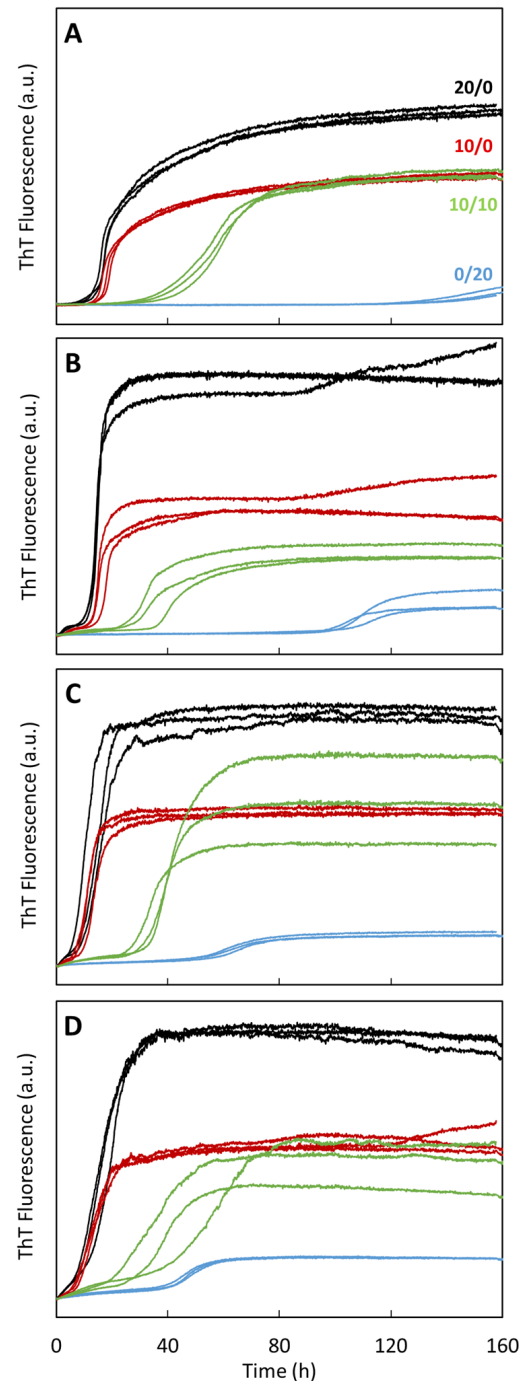 A
ThT Fluorescence (a.u.)
20/0
10/0
10/10
0/20
B
ThT Fluorescence (a.u.)
C
ThT Fluorescence (a.u.)
D
ThT Fluorescence (a.u.)
0 40 80 120 160
Time (h)